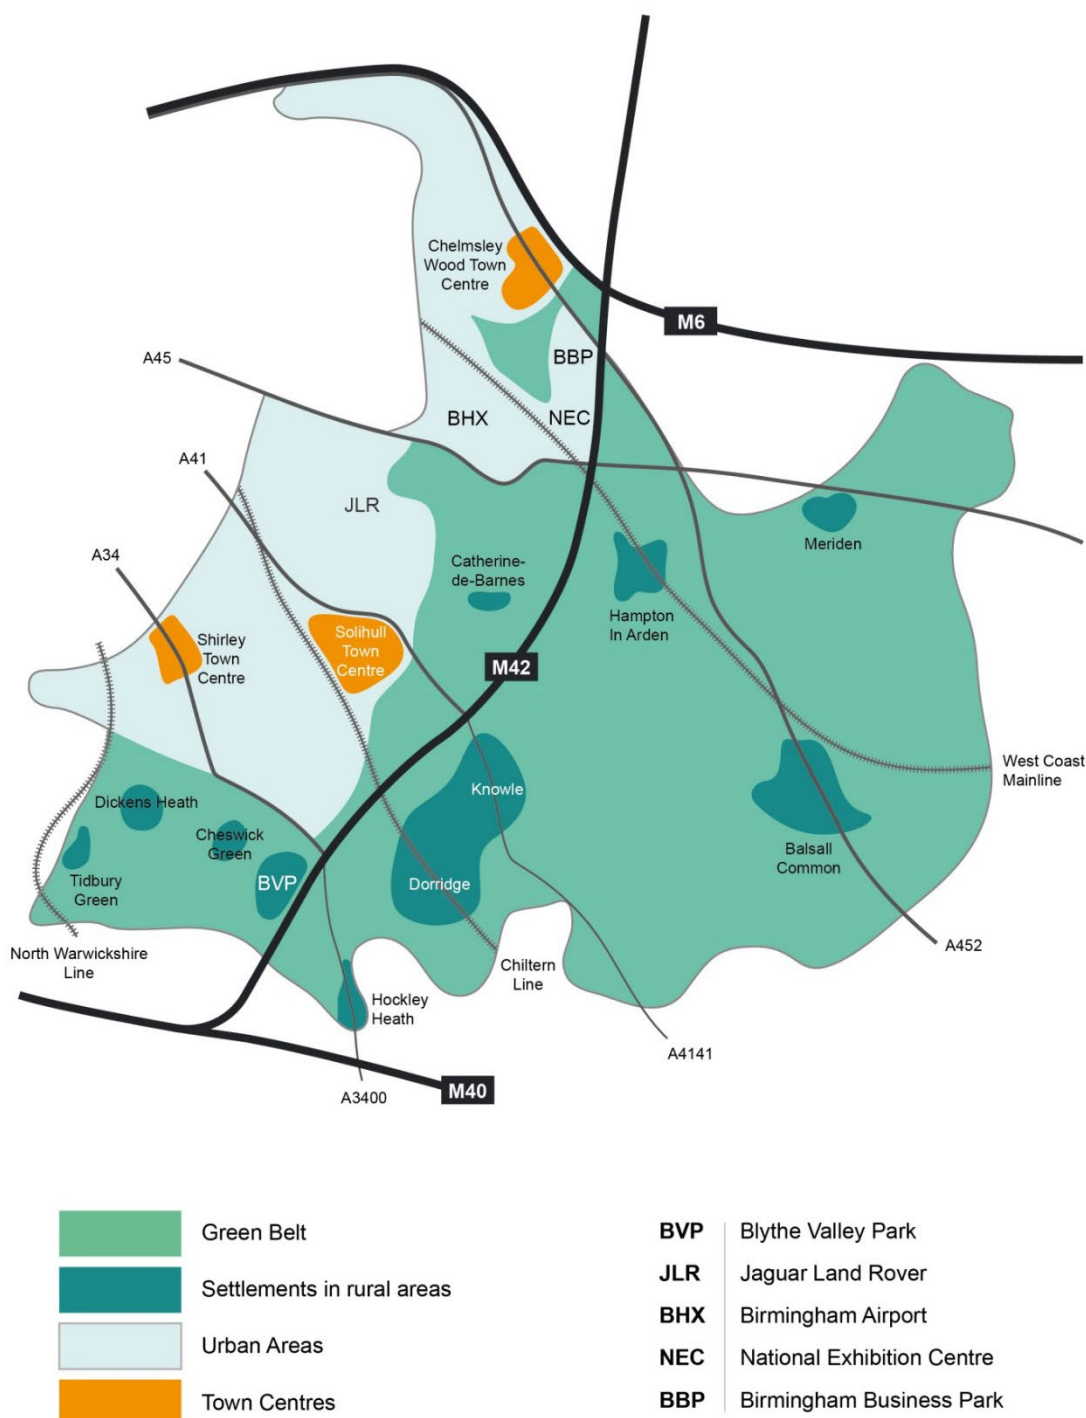 Chelmsley
Wood Town
Centre
M6
A45
BBP
BHX
NEC
A41
JLR
A34
Catherine-
de-Barnes
Meriden
Hampton
In Arden
Shirley
Town
Centre
Solihull
Town
Centre
M42
West Coast
Mainline
Knowle
Dickens Heath
Cheswick
Green
Balsall
Common
BVP
Dorridge
Tidbury
Green
A452
North Warwickshire
Line
Chiltern
Line
Hockley
Heath
A4141
A3400
M40
Green Belt
Settlements in rural areas
Urban Areas
Town Centres
BVP Blythe Valley Park
JLR Jaguar Land Rover
BHX Birmingham Airport
NEC National Exhibition Centre
BBP Birmingham Business Park